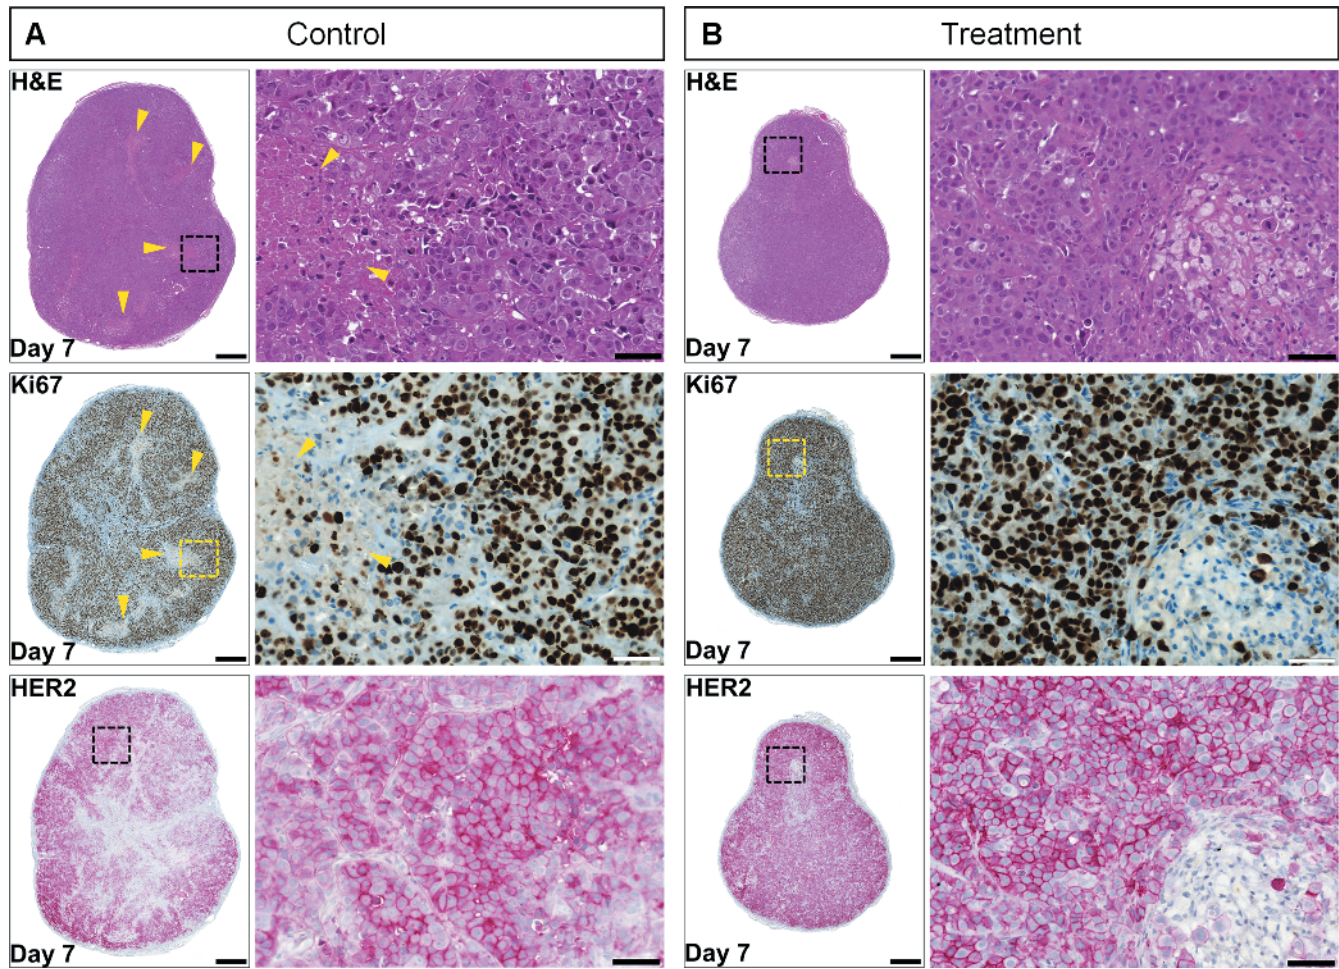 A Control
B Treatment
H&E
Day 7
H&E
Day 7
Ki67
Day 7
Ki67
Day 7
HER2
Day 7
HER2
Day 7